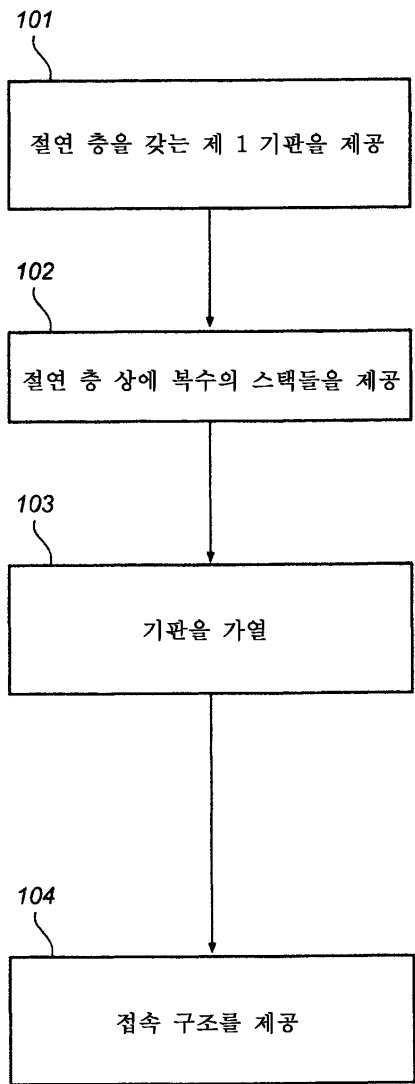 101
절연 층을 갖는 제 1 기판을 제공
102
절연 층 상에 복수의 스택들을 제공
103
기판을 가열
104
접속 구조를 제공